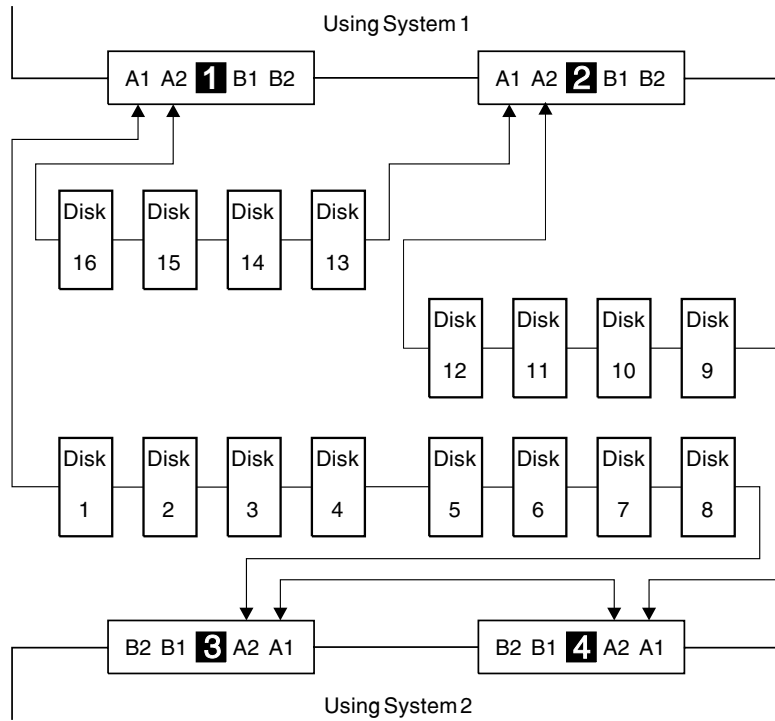 Using System 1
A1 A2 1 B1 B2
A1 A2 2 B1 B2
Disk 16
Disk 15
Disk 14
Disk 13
Disk 12
Disk 11
Disk 10
Disk 9
Disk 1
Disk 2
Disk 3
Disk 4
Disk 5
Disk 6
Disk 7
Disk 8
B2 B1 3 A2 A1
B2 B1 4 A2 A1
Using System 2